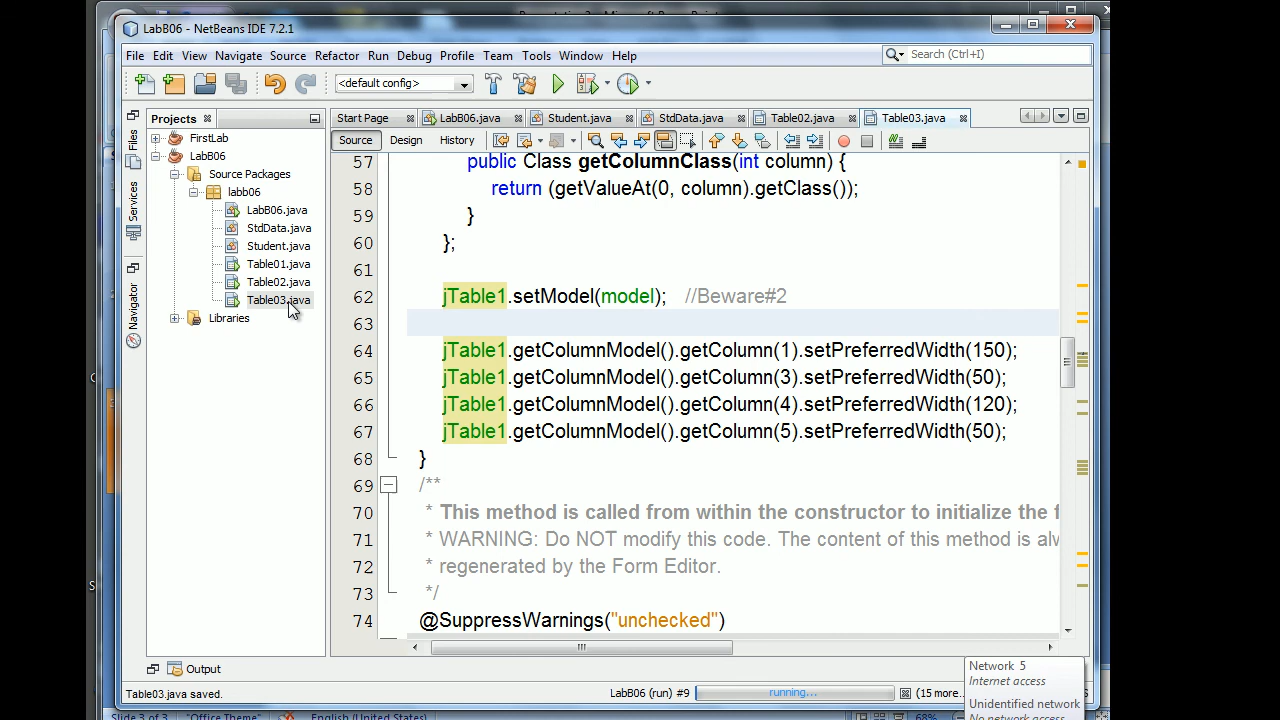 LabB06 - NetBeans IDE 7.2.1
File Edit View Navigate Source Refactor Run Debug Profile Team Tools Window Help
Search (Ctrl+I)
<default config>
Projects
Start Page LabB06.java Student.java StdData.java Table02.java Table03.java
Source Design History
Files
Services
Navigator
FirstLab
LabB06
Source Packages
labb06
LabB06.java
StdData.java
Student.java
Table01.java
Table02.java
Table03.java
Libraries
57 public Class getColumnClass(int column) {
58 return (getValueAt(0, column).getClass());
59 }
60 };
61
62 jTable1.setModel(model); //Beware#2
63
64 jTable1.getColumnModel().getColumn(1).setPreferredWidth(150);
65 jTable1.getColumnModel().getColumn(3).setPreferredWidth(50);
66 jTable1.getColumnModel().getColumn(4).setPreferredWidth(120);
67 jTable1.getColumnModel().getColumn(5).setPreferredWidth(50);
68 }
69 /**
70 * This method is called from within the constructor to initialize the f
71 * WARNING: Do NOT modify this code. The content of this method is alw
72 * regenerated by the Form Editor.
73 */
74 @SuppressWarnings("unchecked")
Output
Table03.java saved.
LabB06 (run) #9 running... (15 more..
Network 5
Internet access
Unidentified network
No network access
Slide 3 of 3 "Office Theme" English (United States) 68%